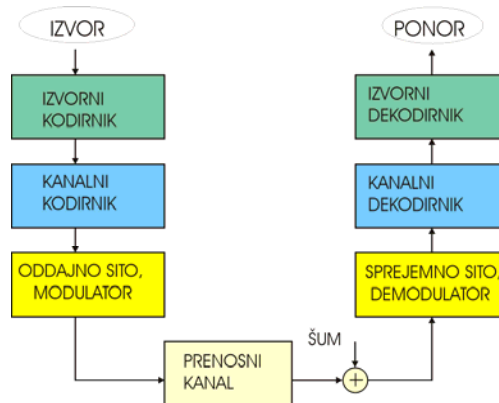 IZVOR
IZVORNI
KODIRNIK
KANALNI
KODIRNIK
ODDAJNO SITO,
MODULATOR
PRENOSNI
KANAL
ŠUM
+
SPREJEMNO SITO,
DEMODULATOR
KANALNI
DEKODIRNIK
IZVORNI
DEKODIRNIK
PONOR